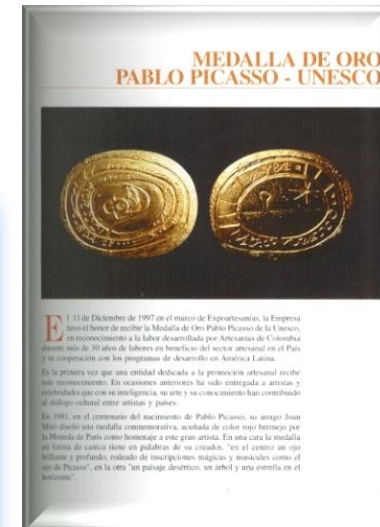 MEDALLA DE ORO
PABLO PICASSO - UNESCO
El 11 de Diciembre de 1997 en el marco de Expoartesanías, la Empresa
tuvo el honor de recibir la Medalla de Oro Pablo Picasso de la Unesco,
en reconocimiento a la labor desarrollada por Artesanías de Colombia
durante más de 30 años de labores en beneficio del sector artesanal en el País
y su cooperación con los programas de desarrollo en América Latina.
Es la primera vez que una entidad dedicada a la promoción artesanal recibe
este reconocimiento. En ocasiones anteriores ha sido entregada a artistas y
celebridades que con su inteligencia, su arte y su conocimiento han contribuido
al diálogo cultural entre artistas y países.
En 1981, en el centenario del nacimiento de Pablo Picasso, su amigo Joan
Miró diseñó una medalla conmemorativa, acuñada de color rojo bermejo por
la Moneda de París como homenaje a este gran artista. En una cara la medalla
en forma de canica tiene en palabras de su creador, "en el centro un ojo
brillante y profundo, rodeado de inscripciones mágicas y musicales como el
ojo de Picasso", en la otra "un paisaje desértico, un árbol y una estrella en el
horizonte".